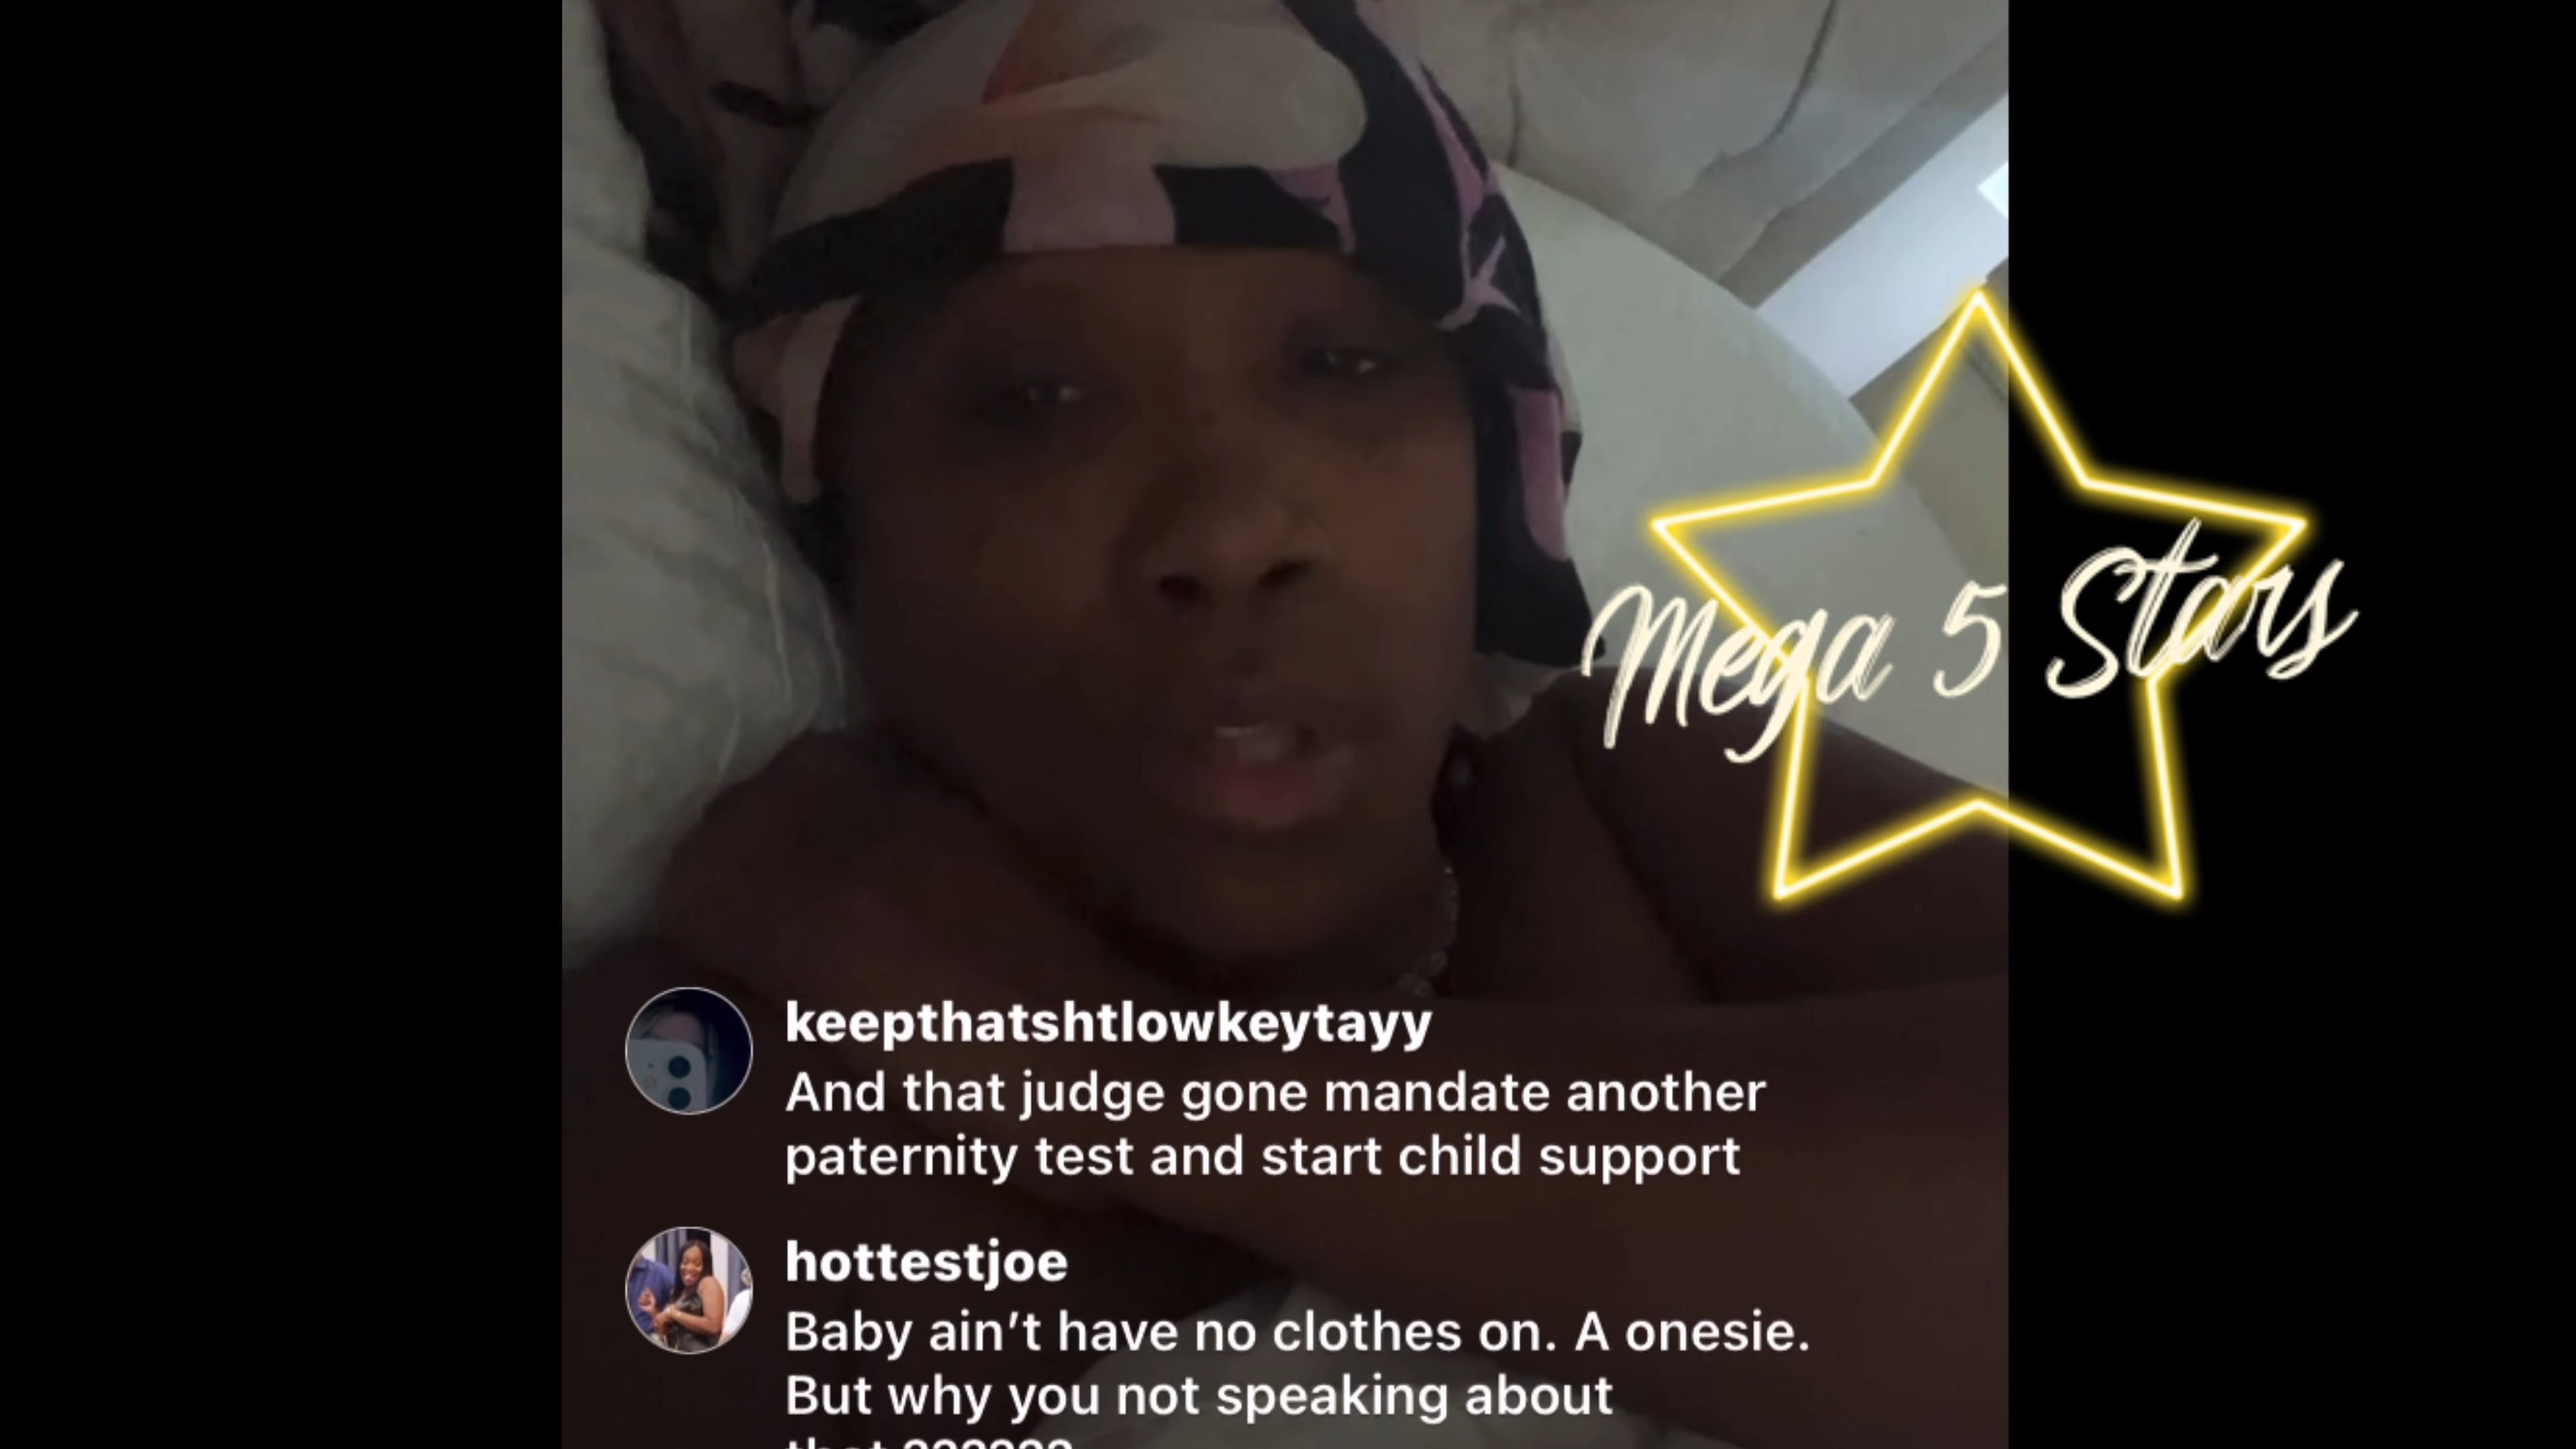 Mega 5 Stars
keepthatshtlowkeytayy
And that judge gone mandate another
paternity test and start child support
hottestjoe
Baby ain’t have no clothes on. A onesie.
But why you not speaking about
that ??????